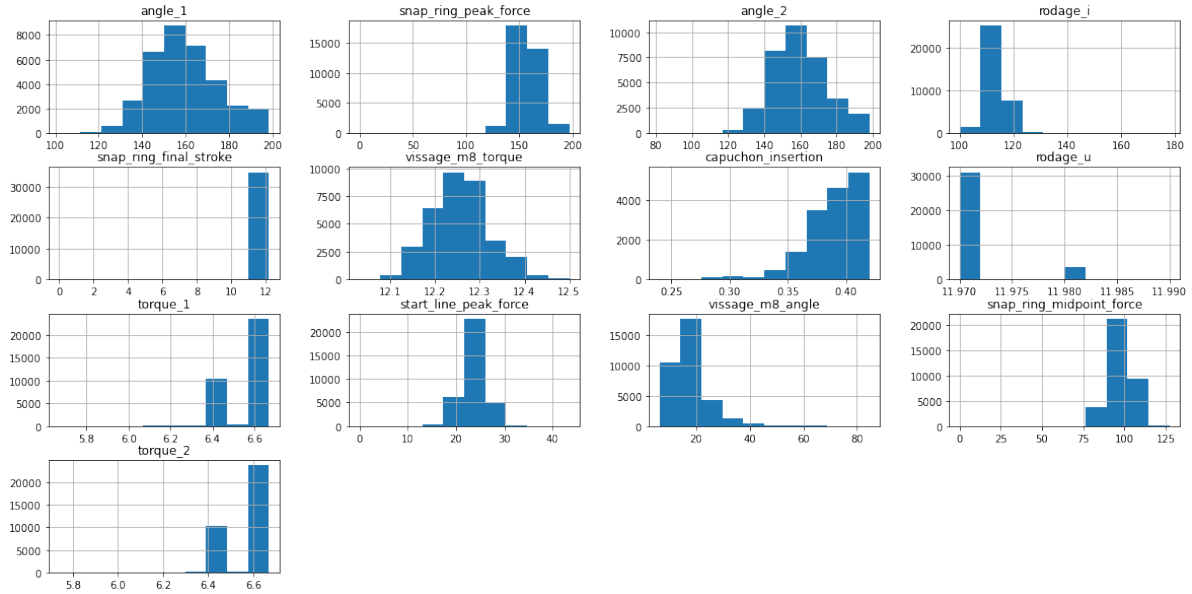 angle_1
8000
6000
4000
2000
0
100 120 140 160 180 200
snap_ring_peak_force
15000
10000
5000
0
0 50 100 150 200
angle_2
10000
7500
5000
2500
0
80 100 120 140 160 180 200
rodage_i
20000
10000
0
100 120 140 160 180
snap_ring_final_stroke
30000
20000
10000
0
0 2 4 6 8 10 12
vissage_m8_torque
10000
7500
5000
2500
0
12.1 12.2 12.3 12.4 12.5
capuchon_insertion
4000
2000
0
0.25 0.30 0.35 0.40
rodage_u
30000
20000
10000
0
11.970 11.975 11.980 11.985 11.990
torque_1
20000
15000
10000
5000
0
5.8 6.0 6.2 6.4 6.6
start_line_peak_force
20000
15000
10000
5000
0
0 10 20 30 40
vissage_m8_angle
15000
10000
5000
0
20 40 60 80
snap_ring_midpoint_force
20000
15000
10000
5000
0
0 25 50 75 100 125
torque_2
20000
15000
10000
5000
0
5.8 6.0 6.2 6.4 6.6